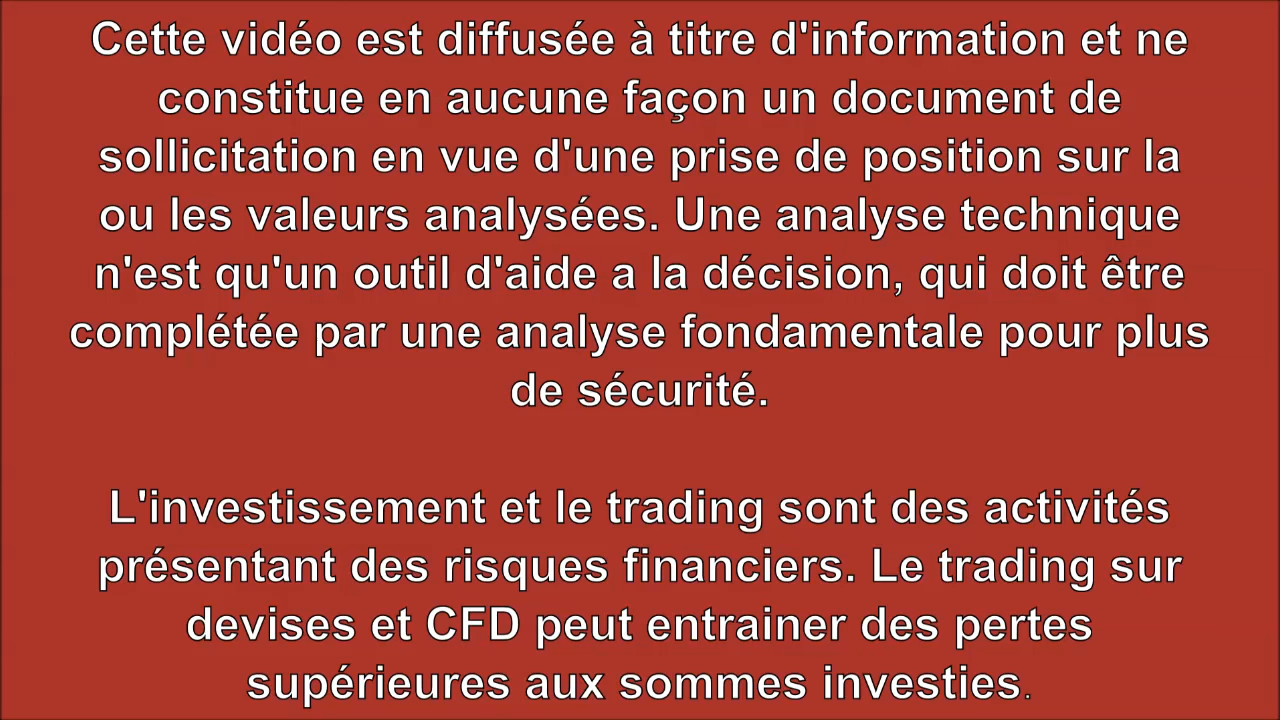 Cette vidéo est diffusée à titre d'information et ne
constitue en aucune façon un document de
sollicitation en vue d'une prise de position sur la
ou les valeurs analysées. Une analyse technique
n'est qu'un outil d'aide a la décision, qui doit être
complétée par une analyse fondamentale pour plus
de sécurité.
L'investissement et le trading sont des activités
présentant des risques financiers. Le trading sur
devises et CFD peut entrainer des pertes
supérieures aux sommes investies.